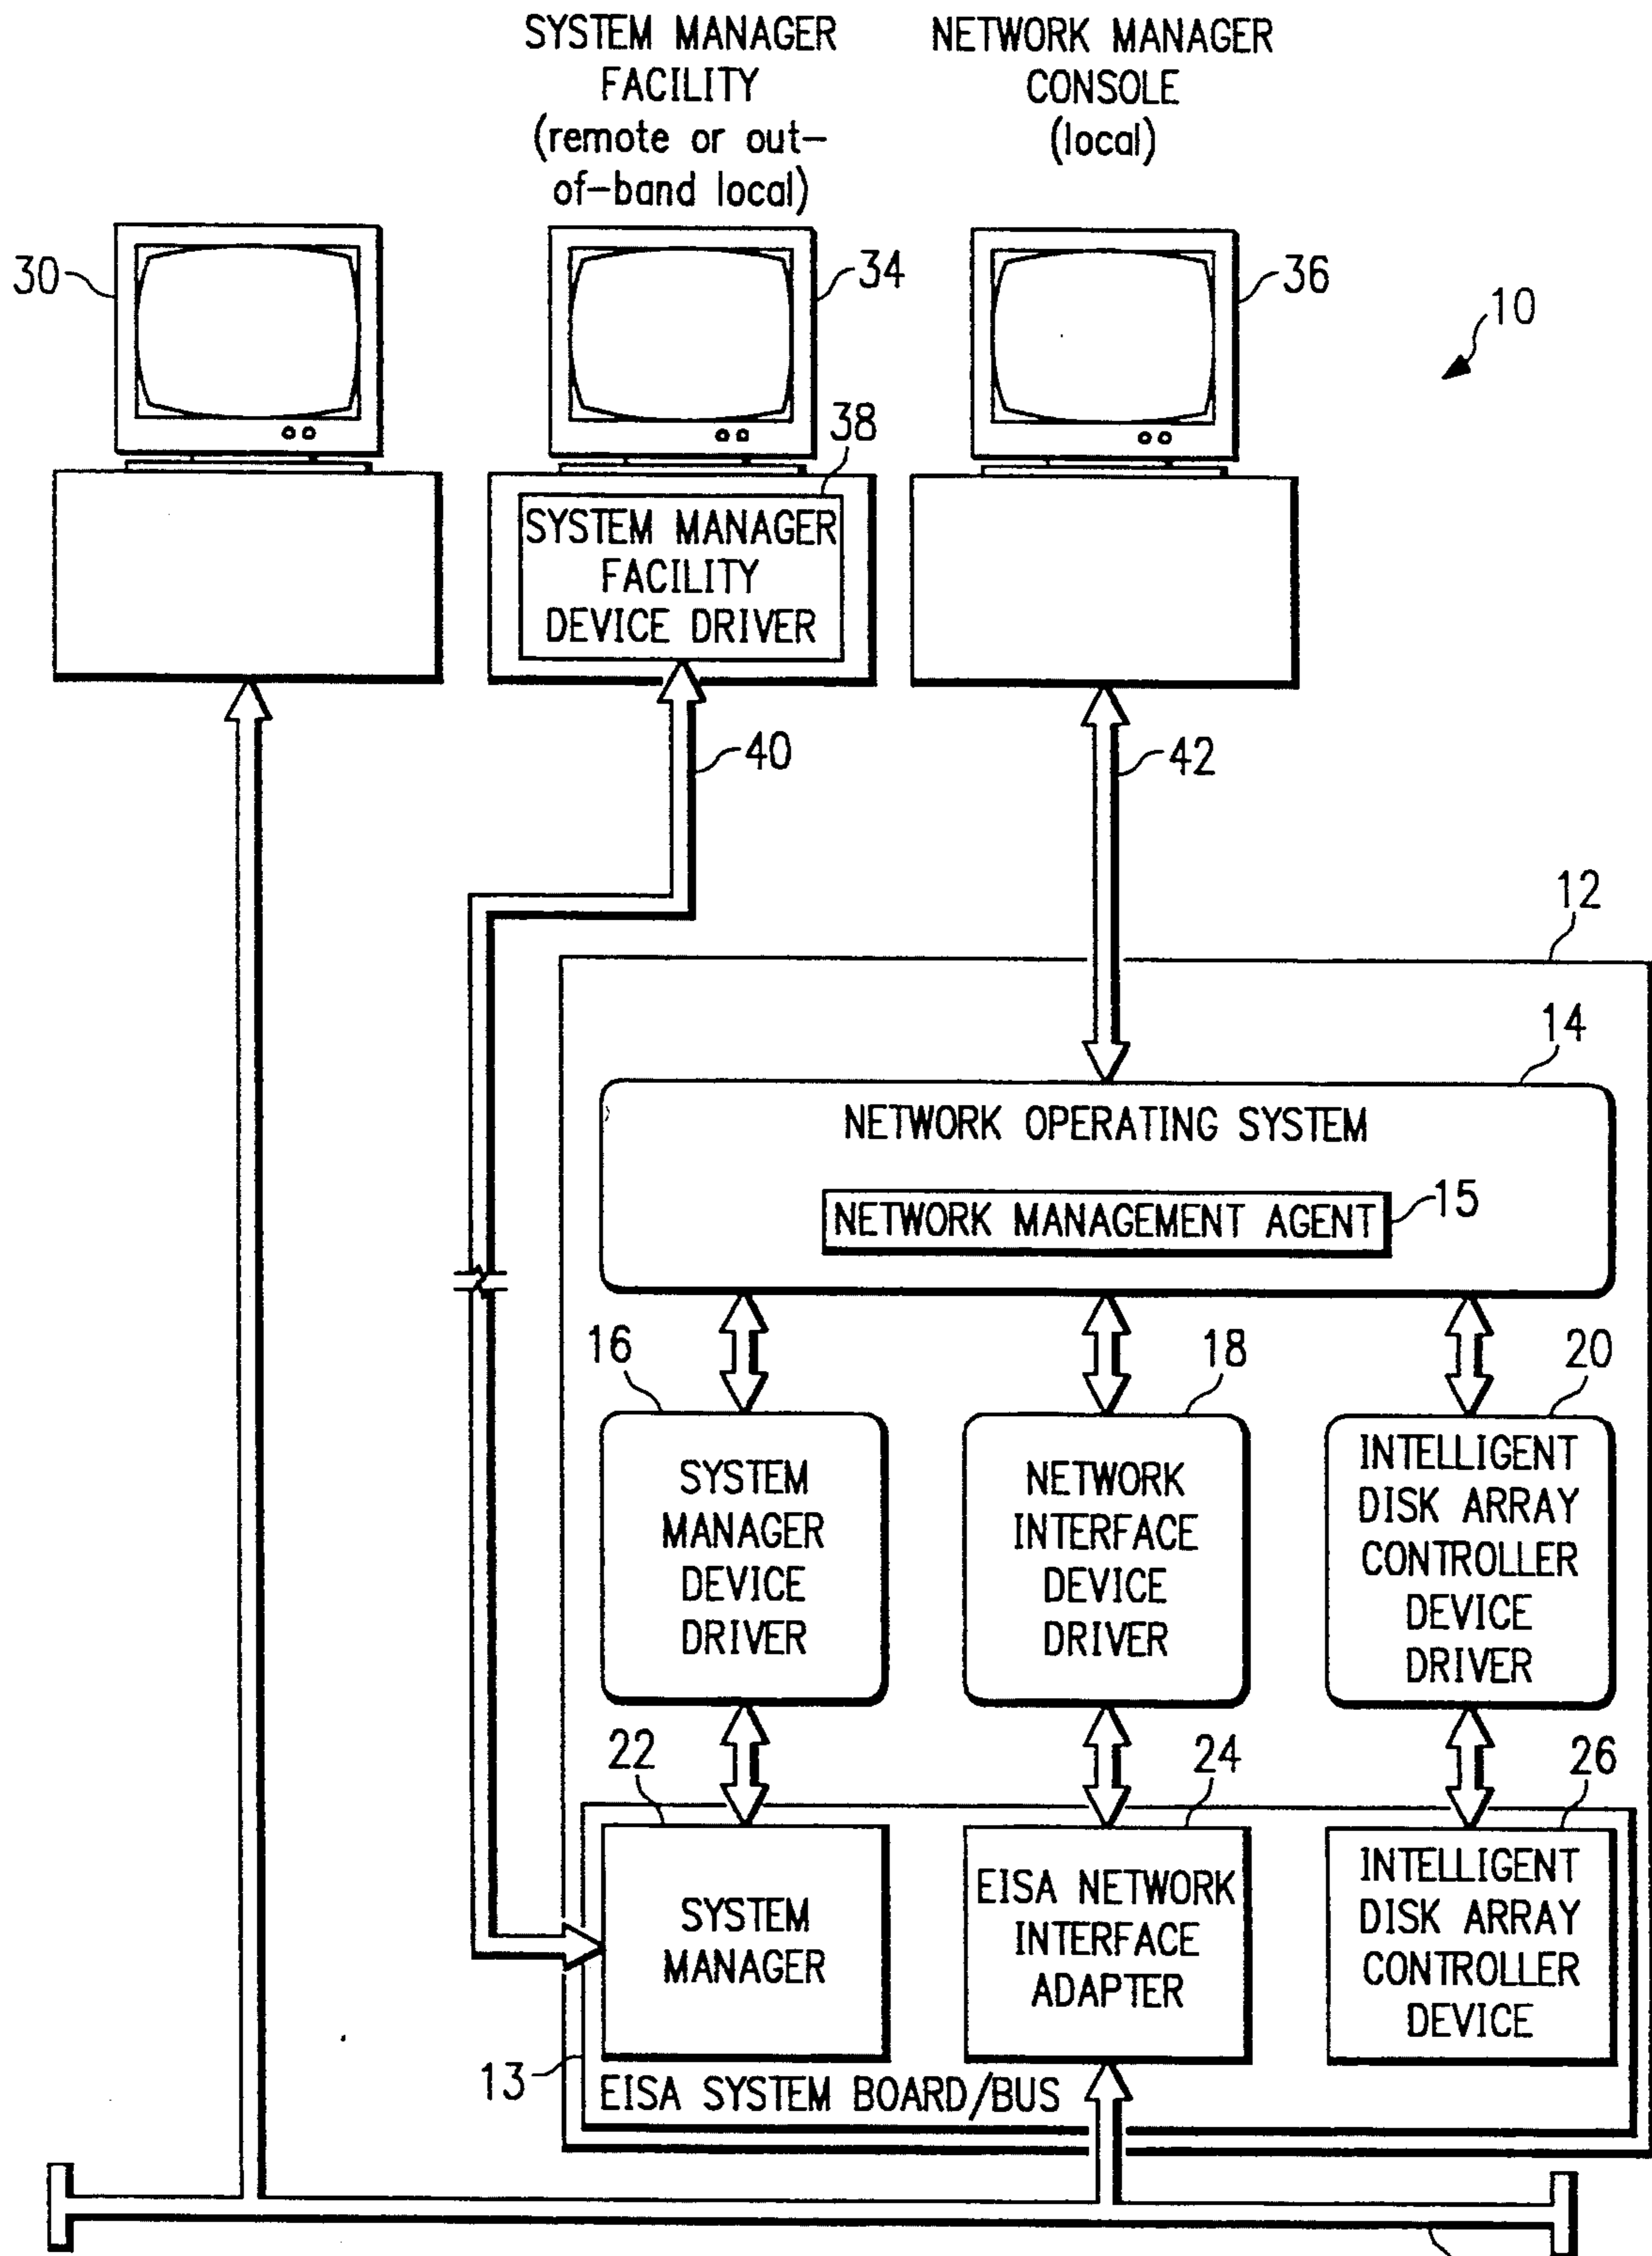 SYSTEM MANAGER
FACILITY
(remote or out-
of-band local)
NETWORK MANAGER
CONSOLE
(local)
30
34
36
10
38
SYSTEM MANAGER
FACILITY
DEVICE DRIVER
40
42
12
14
NETWORK OPERATING SYSTEM
NETWORK MANAGEMENT AGENT
15
16
18
20
SYSTEM
MANAGER
DEVICE
DRIVER
NETWORK
INTERFACE
DEVICE
DRIVER
INTELLIGENT
DISK ARRAY
CONTROLLER
DEVICE
DRIVER
22
24
26
SYSTEM
MANAGER
EISA NETWORK
INTERFACE
ADAPTER
INTELLIGENT
DISK ARRAY
CONTROLLER
DEVICE
13
EISA SYSTEM BOARD/BUS